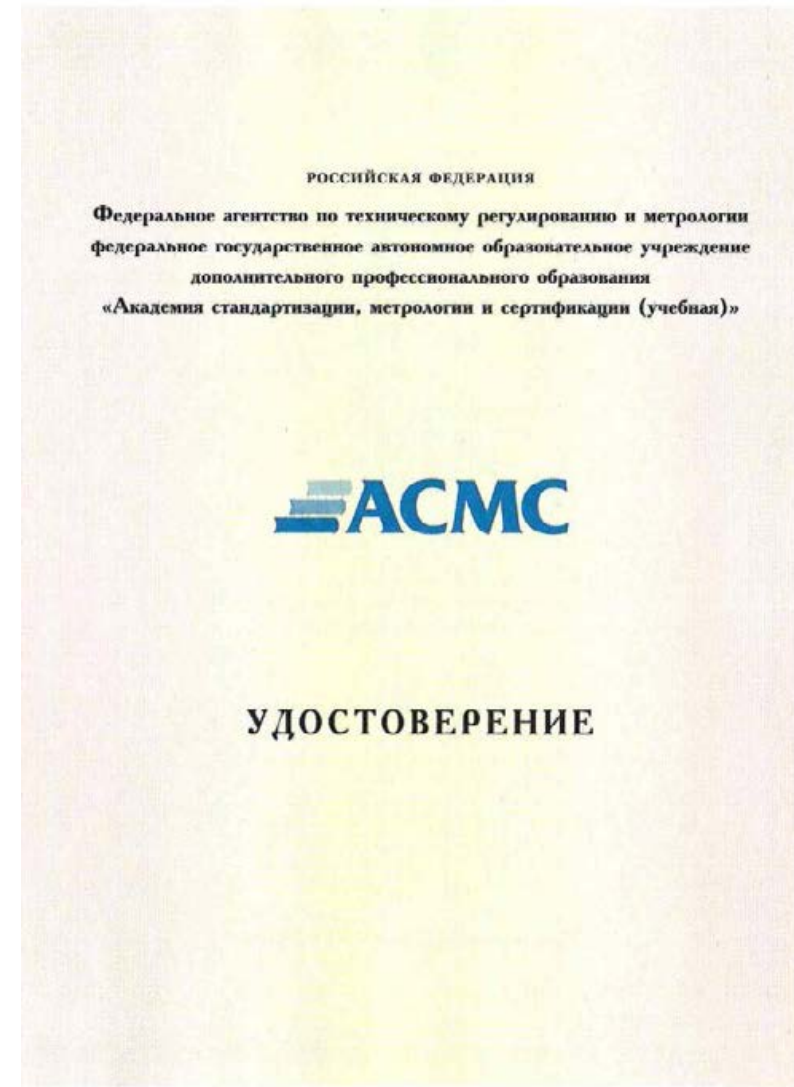 РОССИЙСКАЯ ФЕДЕРАЦИЯ
Федеральное агентство по техническому регулированию и метрологии
федеральное государственное автономное образовательное учреждение
дополнительного профессионального образования
«Академия стандартизации, метрологии и сертификации (учебная)»
АСМС
УДОСТОВЕРЕНИЕ